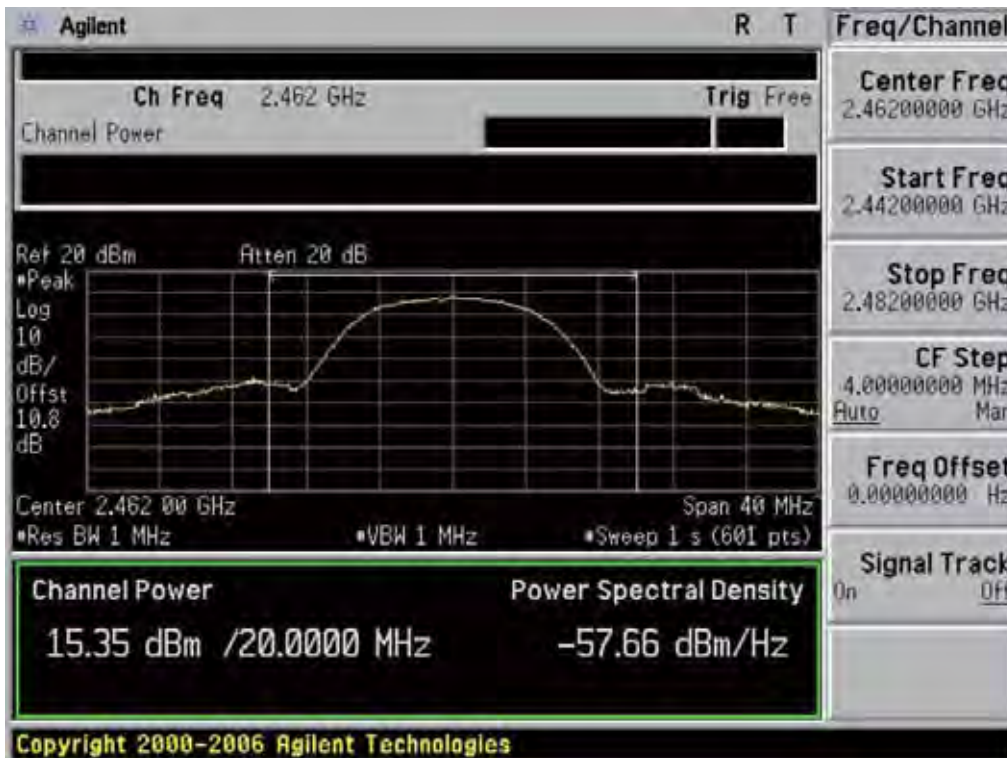 Agilent R T Freq/Channel
Ch Freq 2.462 GHz Trig Free
Channel Power
Center Freq
2.46200000 GHz
Start Freq
2.44200000 GHz
Stop Freq
2.48200000 GHz
CF Step
4.00000000 MHz
Auto Man
Freq Offset
0.00000000 Hz
Signal Track
On Off
Ref 20 dBm Atten 20 dB
#Peak
Log
10
dB/
Offst
10.8
dB
Center 2.462 00 GHz Span 40 MHz
#Res BW 1 MHz #VBW 1 MHz #Sweep 1 s (601 pts)
Channel Power Power Spectral Density
15.35 dBm /20.0000 MHz -57.66 dBm/Hz
Copyright 2000-2006 Agilent Technologies